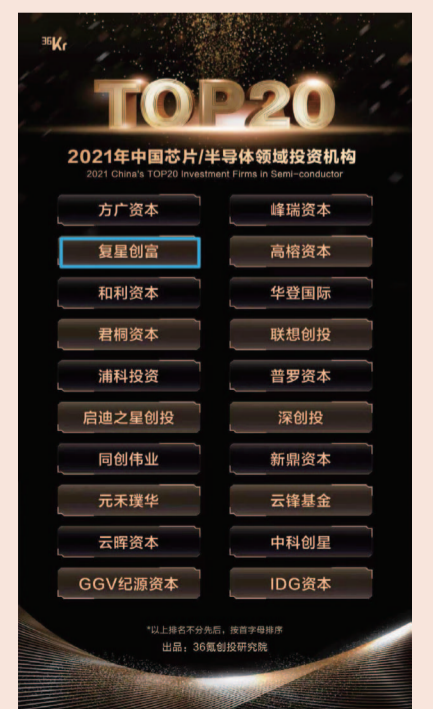 36Kr
TOP20
2021年中国芯片/半导体领域投资机构
2021 China's TOP20 Investment Firms in Semi-conductor
方广资本 峰瑞资本
复星创富 高榕资本
和利资本 华登国际
君桐资本 联想创投
浦科投资 普罗资本
启迪之星创投 深创投
同创伟业 新鼎资本
元禾璞华 云锋基金
云晖资本 中科创星
GGV纪源资本 IDG资本
*以上排名不分先后，按首字母排序
出品：36氪创投研究院